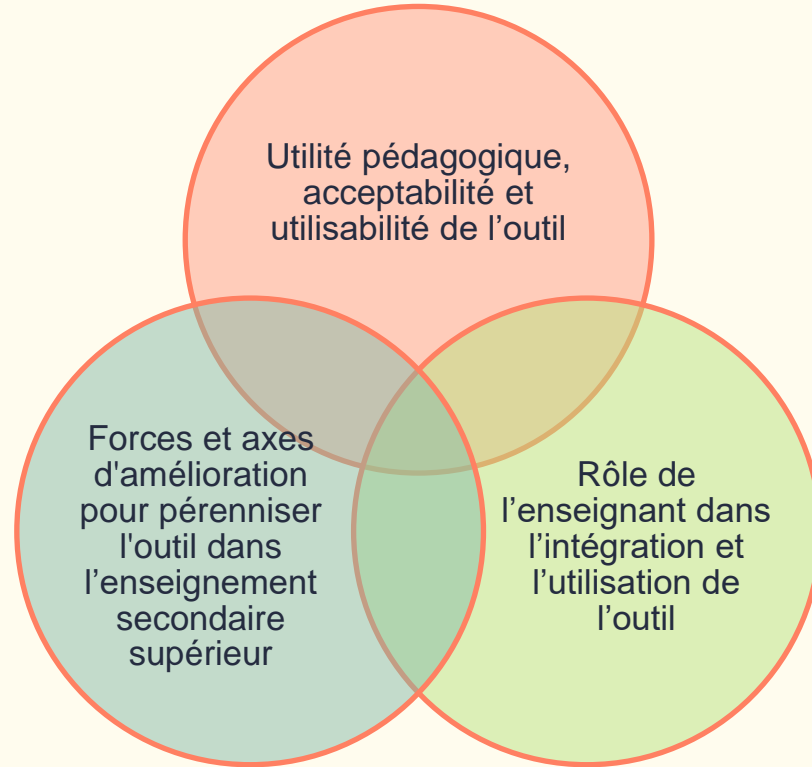 Utilité pédagogique,
acceptabilité et
utilisabilité de l’outil
Forces et axes
d'amélioration
pour pérenniser
l'outil dans
l’enseignement
secondaire
supérieur
Rôle de
l’enseignant dans
l’intégration et
l’utilisation de
l’outil